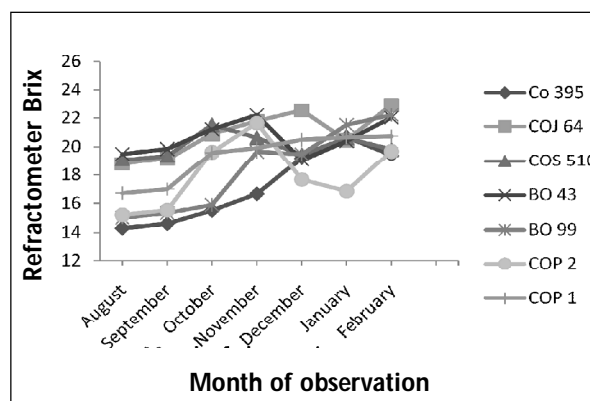 Refractometer Brix
26
24
22
20
18
16
14
12
August
September
October
November
December
January
February
Month of observation
Co 395
COJ 64
COS 510
BO 43
BO 99
COP 2
COP 1